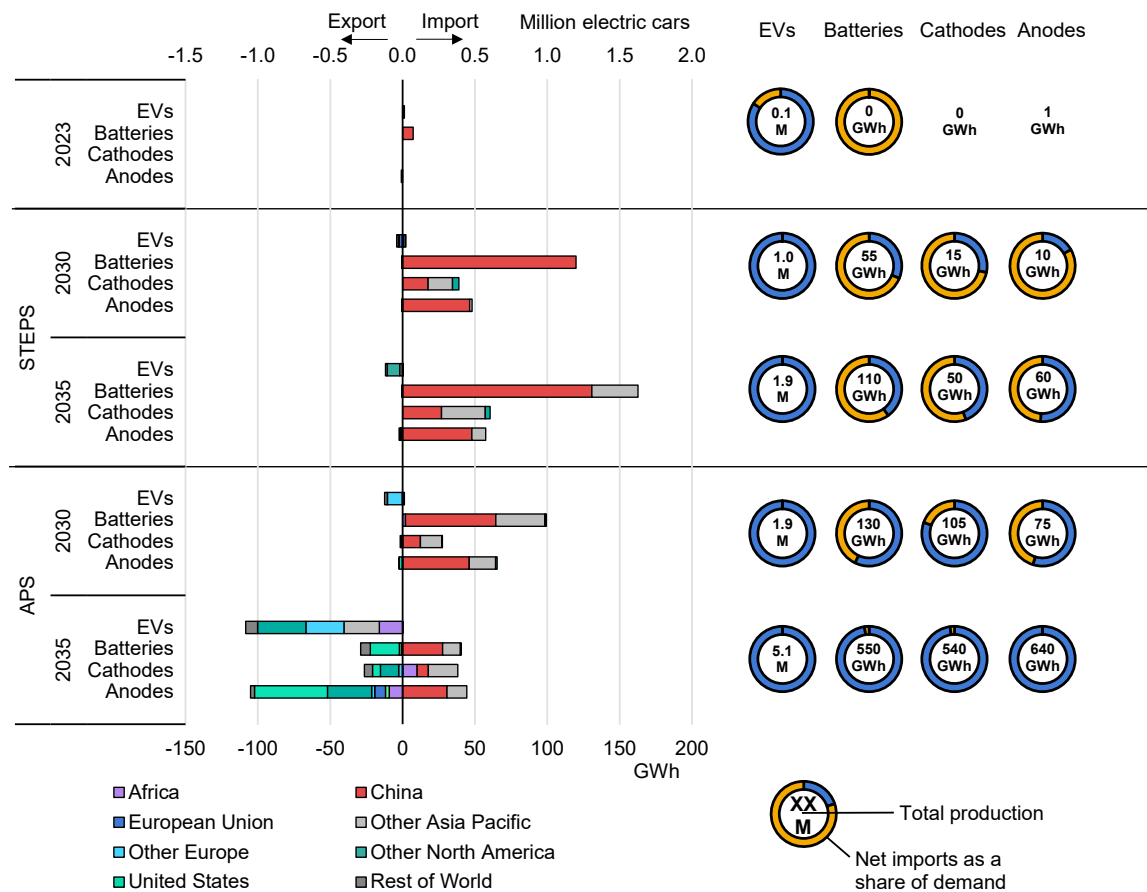 Export Import Million electric cars
-1.5 -1.0 -0.5 0.0 0.5 1.0 1.5 2.0
EVs Batteries Cathodes Anodes
2023
EVs
Batteries
Cathodes
Anodes
0.1 M
0 GWh
0 GWh
1 GWh
STEPS
2030
EVs
Batteries
Cathodes
Anodes
1.0 M
55 GWh
15 GWh
10 GWh
2035
EVs
Batteries
Cathodes
Anodes
1.9 M
110 GWh
50 GWh
60 GWh
APS
2030
EVs
Batteries
Cathodes
Anodes
1.9 M
130 GWh
105 GWh
75 GWh
2035
EVs
Batteries
Cathodes
Anodes
5.1 M
550 GWh
540 GWh
640 GWh
-150 -100 -50 0 50 100 150 200
GWh
Africa
China
European Union
Other Asia Pacific
Other Europe
Other North America
United States
Rest of World
XX M
Total production
Net imports as a
share of demand